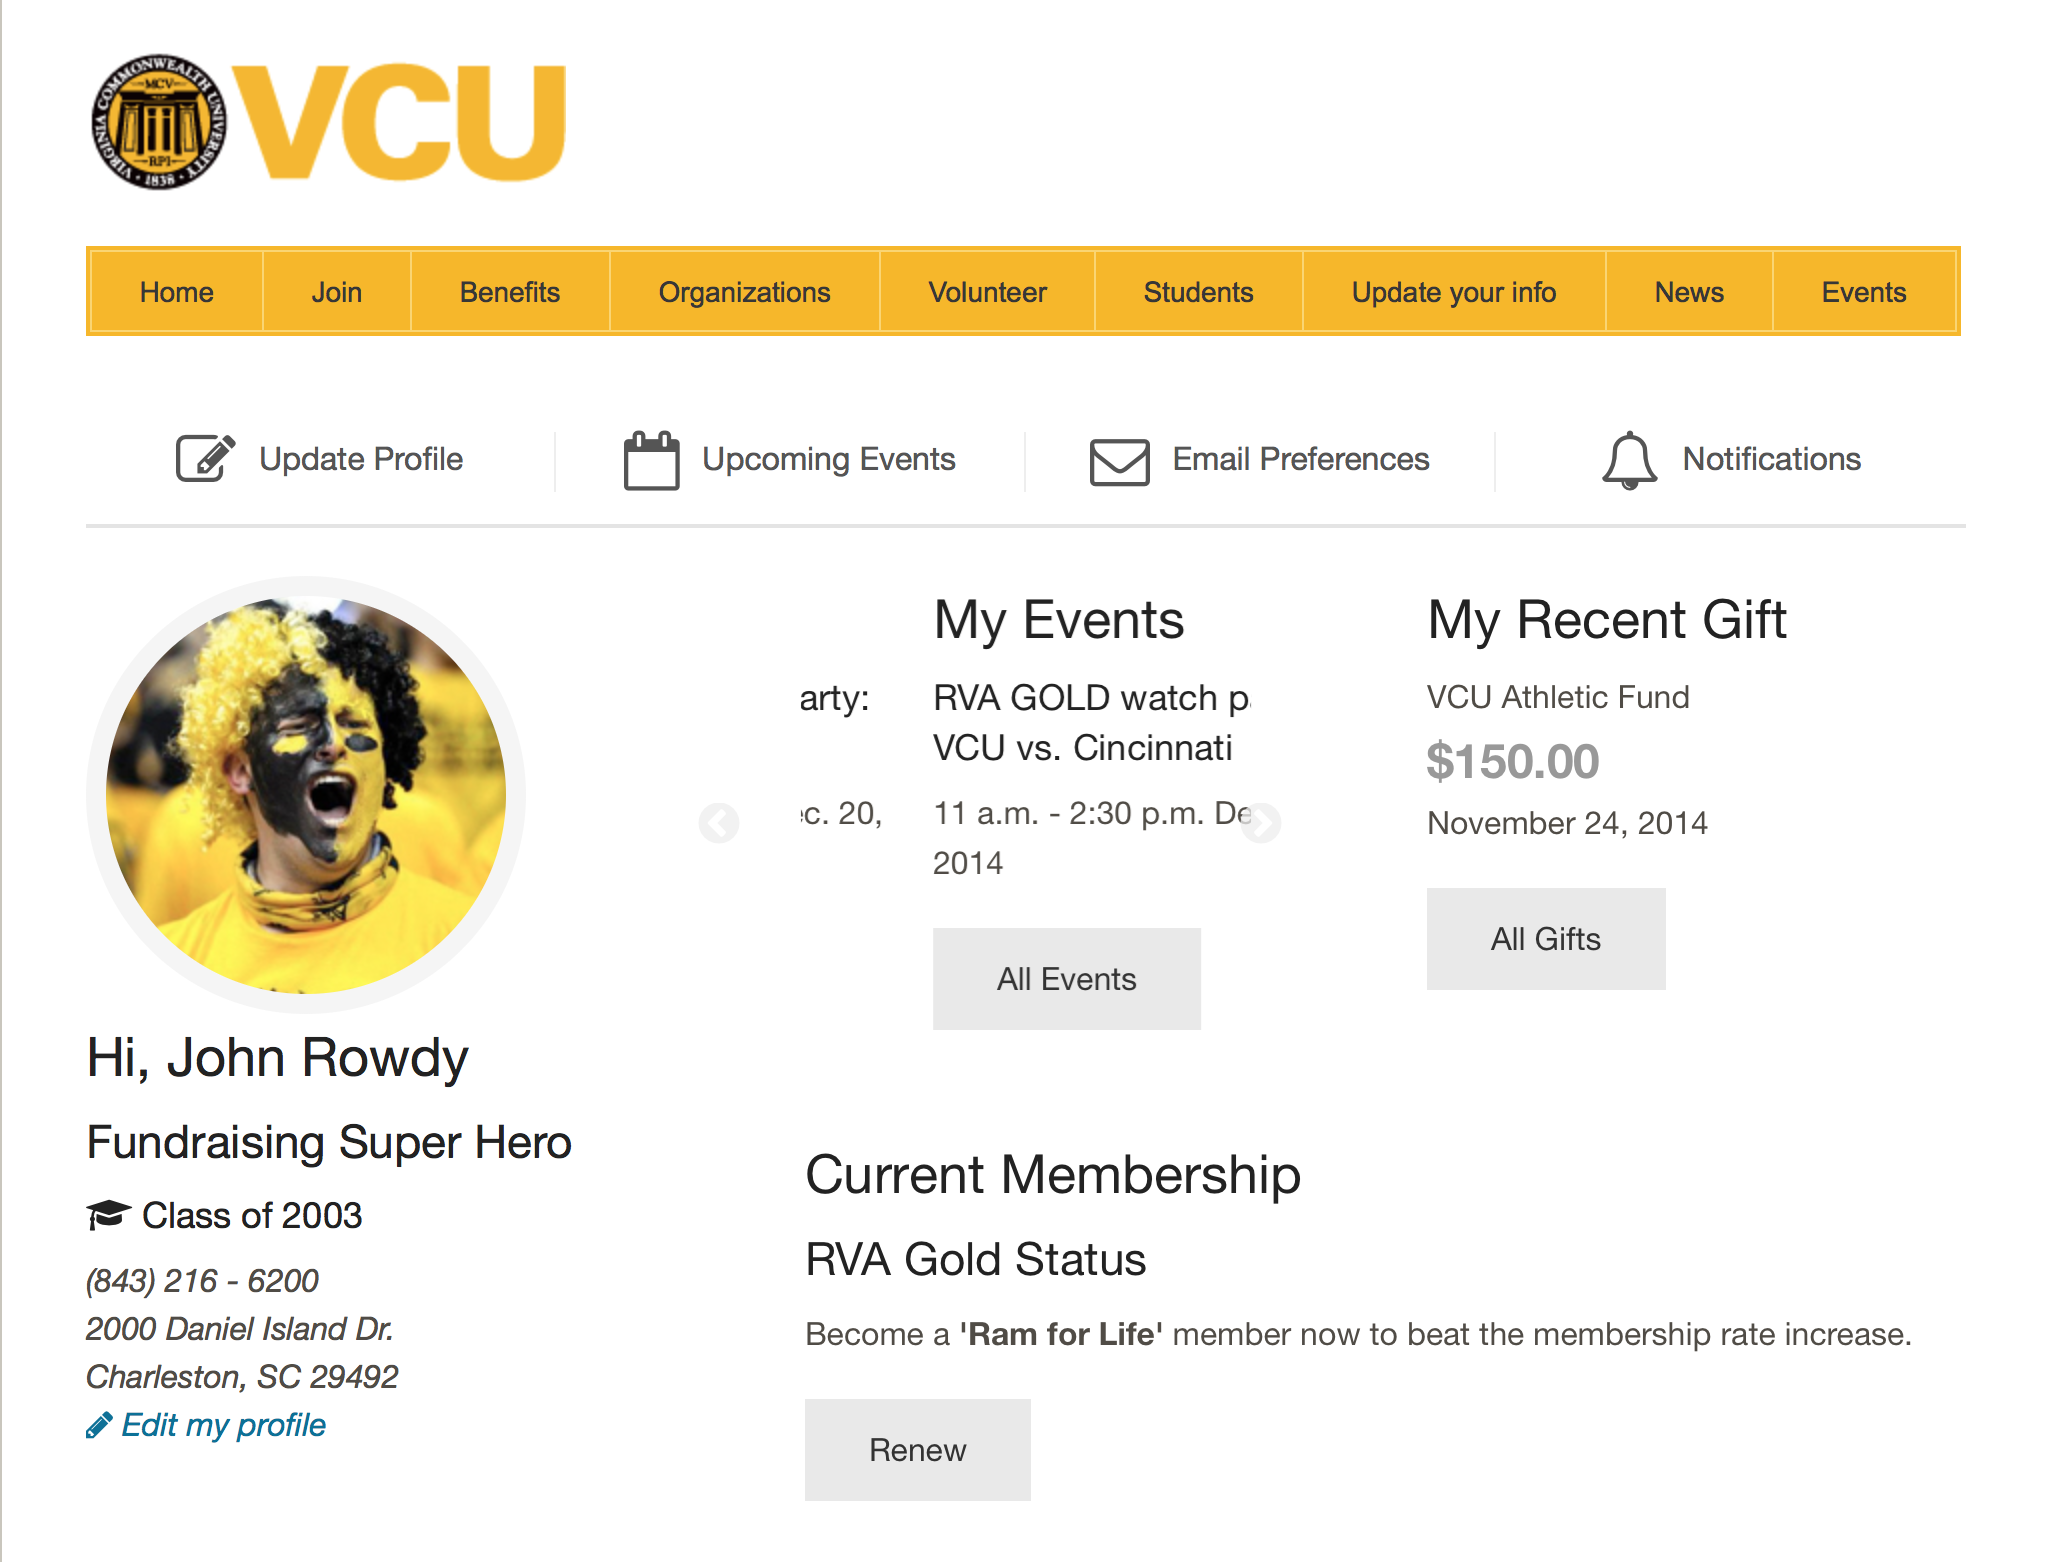 VIRGINIA COMMONWEALTH UNIVERSITY
MCV
RPI
· 1838 ·
VCU
Home Join Benefits Organizations Volunteer Students Update your info News Events
Update Profile Upcoming Events Email Preferences Notifications
My Events
arty: RVA GOLD watch
VCU vs. Cincinnati
c. 20, 11 a.m. - 2:30 p.m. De
2014
All Events
My Recent Gift
VCU Athletic Fund
$150.00
November 24, 2014
All Gifts
Hi, John Rowdy
Fundraising Super Hero
Class of 2003
(843) 216 - 6200
2000 Daniel Island Dr.
Charleston, SC 29492
Edit my profile
Current Membership
RVA Gold Status
Become a 'Ram for Life' member now to beat the membership rate increase.
Renew